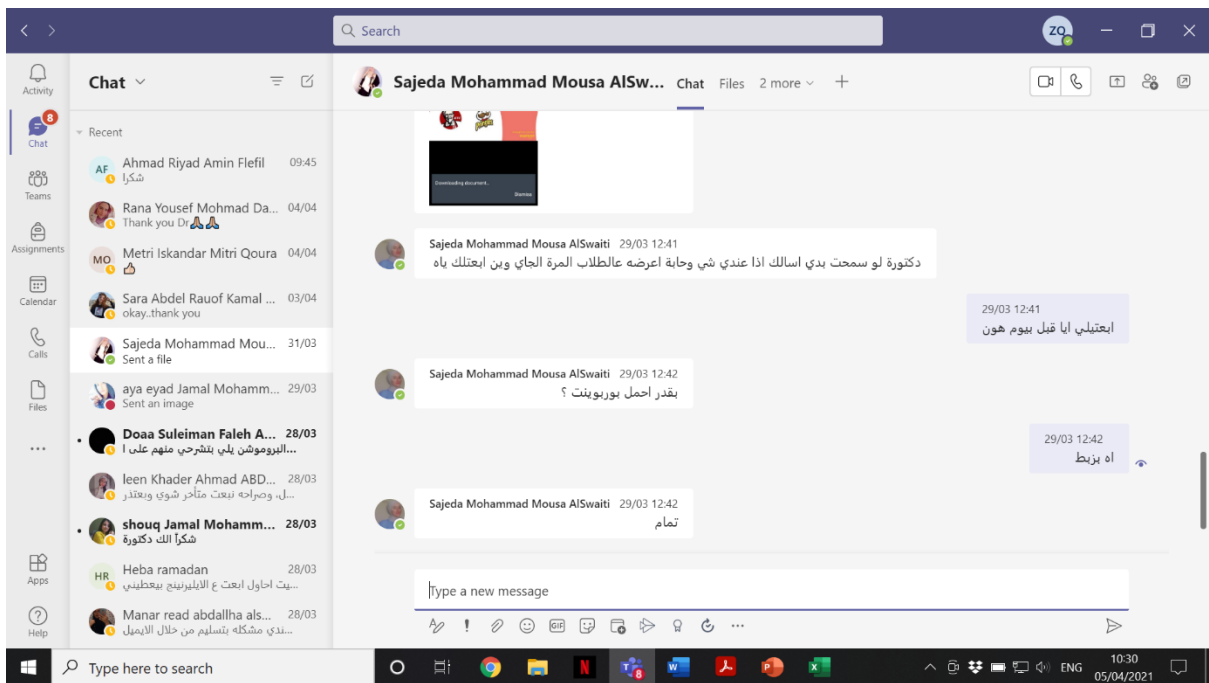 Search
ZQ
Activity
Chat
8
Chat
Teams
Assignments
Calendar
Calls
Files
Apps
Help
Recent
AF
Ahmad Riyad Amin Flefil 09:45
شكرا
Rana Yousef Mohmad Da... 04/04
Thank you Dr🙏🙏
MO
Metri Iskandar Mitri Qoura 04/04
👍
Sara Abdel Rauof Kamal ... 03/04
okay..thank you
Sajeda Mohammad Mou... 31/03
Sent a file
aya eyad Jamal Mohamm... 29/03
Sent an image
Doaa Suleiman Faleh A... 28/03
...البروموشن يلي بتشرحي منهم على ا
leen Khader Ahmad ABD... 28/03
...ل، وصراحه نبعت متأخر شوي وبعتذر
shouq Jamal Mohamm... 28/03
شكراً الك دكتورة
HR
Heba ramadan 28/03
...يت احاول ابعت ع الايليرنينج بيعطيني
Manar read abdallha als... 28/03
...ندي مشكله بتسليم من خلال الايميل
Sajeda Mohammad Mousa AlSw... Chat Files 2 more +
KFC
Downloading document..
Dismiss
Sajeda Mohammad Mousa AlSwaiti 29/03 12:41
دكتورة لو سمحت بدي اسالك اذا عندي شي وحابة اعرضه عالطلاب المرة الجاي وين ابعتلك ياه
29/03 12:41
ابعتيلي ايا قبل بيوم هون
Sajeda Mohammad Mousa AlSwaiti 29/03 12:42
بقدر احمل بوربوينت ؟
29/03 12:42
اه بزبط
Sajeda Mohammad Mousa AlSwaiti 29/03 12:42
تمام
Type a new message
GIF
Type here to search
8
ENG
10:30
05/04/2021